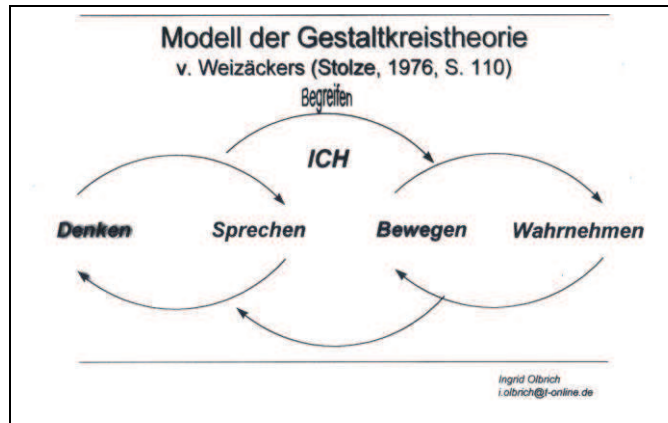 Modell der Gestaltkreistheorie
v. Weizäckers (Stolze, 1976, S. 110)
Begreifen
ICH
Denken Sprechen Bewegen Wahrnehmen
Ingrid Olbrich
i.olbrich@t-online.de